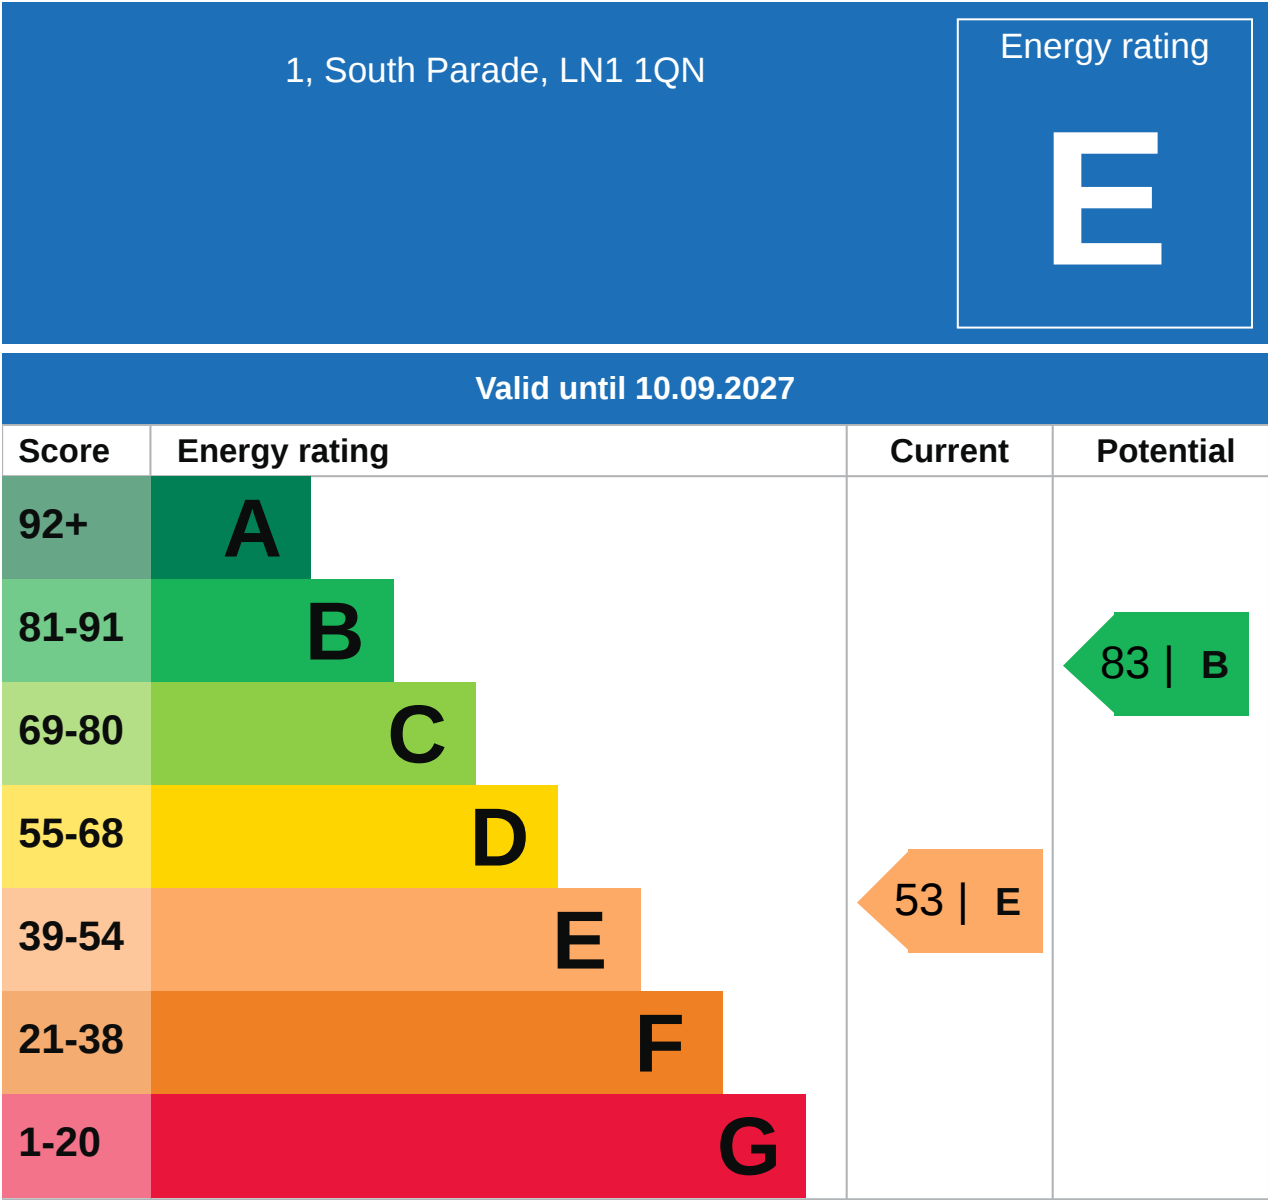 1, South Parade, LN1 1QN
Energy rating
E
Valid until 10.09.2027
Score Energy rating Current Potential
92+ A
81-91 B
83 | B
69-80 C
55-68 D
53 | E
39-54 E
21-38 F
1-20 G